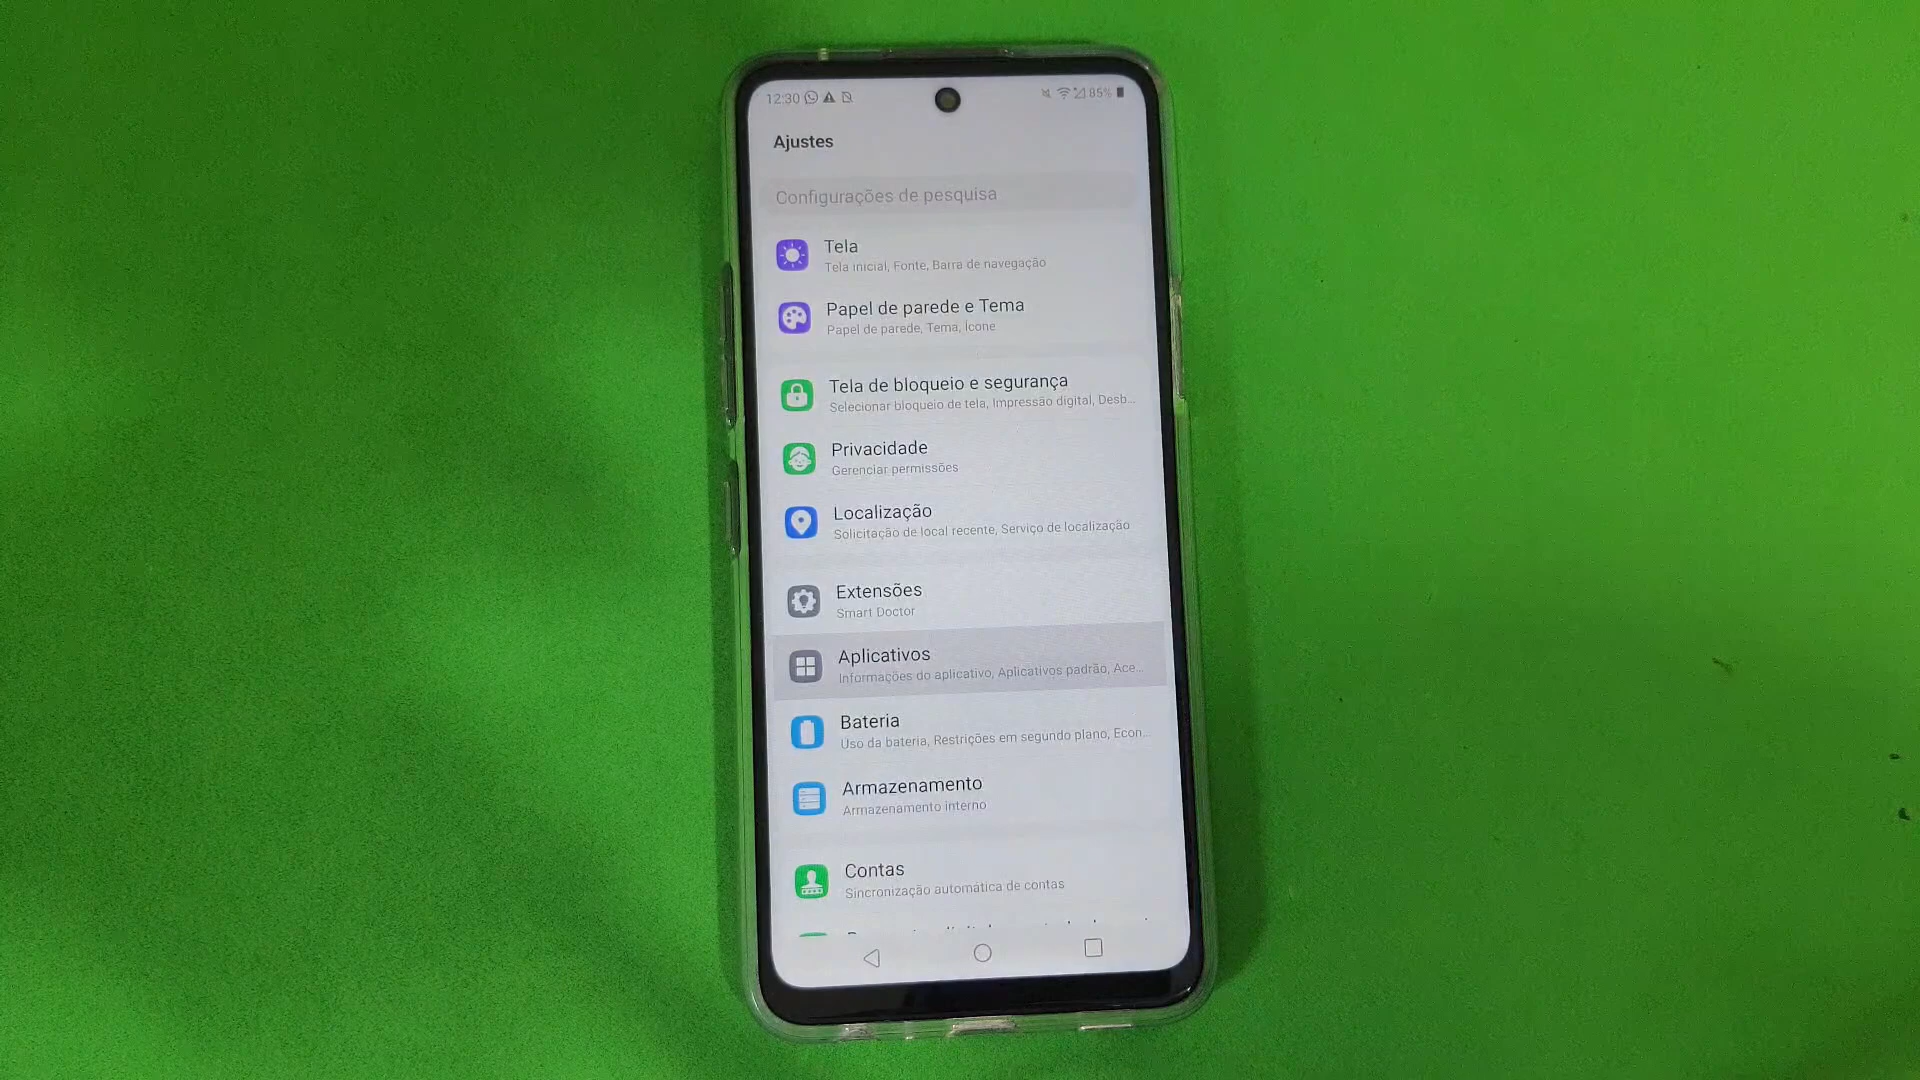 12:30
85%
Ajustes
Configurações de pesquisa
Tela
Tela inicial, Fonte, Barra de navegação
Papel de parede e Tema
Papel de parede, Tema, Ícone
Tela de bloqueio e segurança
Selecionar bloqueio de tela, Impressão digital, Desb...
Privacidade
Gerenciar permissões
Localização
Solicitação de local recente, Serviço de localização
Extensões
Smart Doctor
Aplicativos
Informações do aplicativo, Aplicativos padrão, Ace...
Bateria
Uso da bateria, Restrições em segundo plano, Econ...
Armazenamento
Armazenamento interno
Contas
Sincronização automática de contas